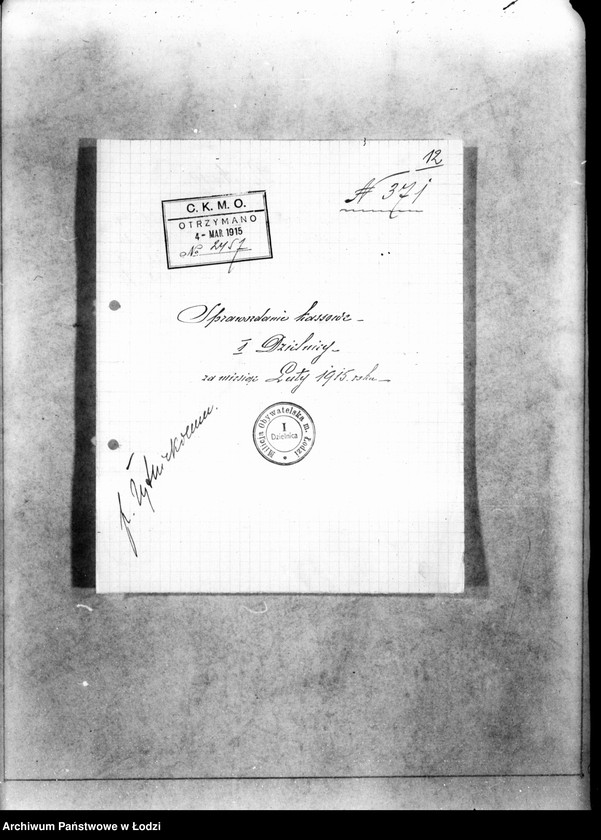 12
№ 371
C. K. M. O.
OTRZYMANO
4 - MAR. 1915
No. 2457
Sprawozdanie kassowe
I Dzielnicy
za miesiąc Luty 1915. roku
Milicja Obywatelska m. Łodzi
I
Dzielnica
Archiwum Państwowe w Łodzi